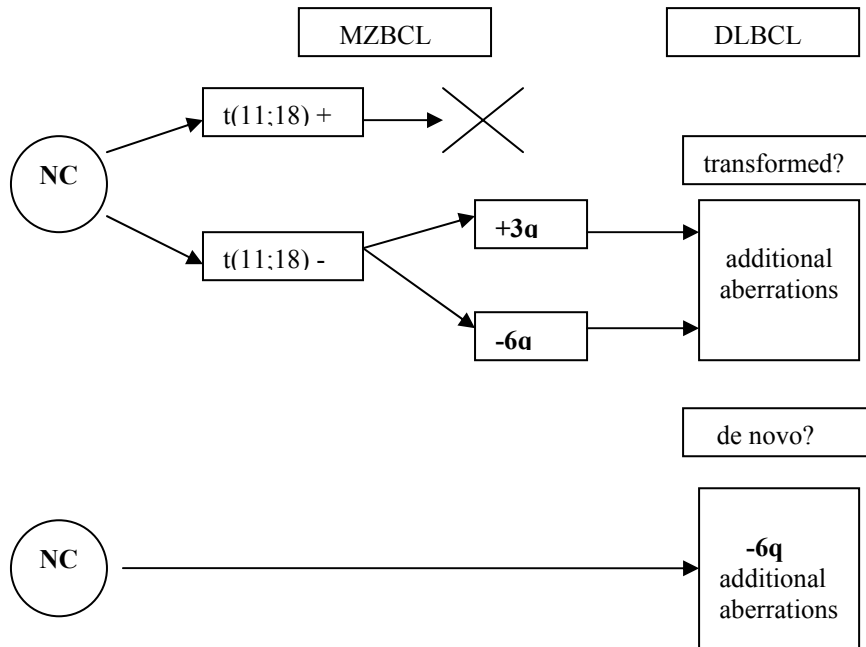 MZBCL
DLBCL
t(11;18) +
NC
transformed?
t(11;18) -
+3q
additional
aberrations
-6q
de novo?
NC
-6q
additional
aberrations